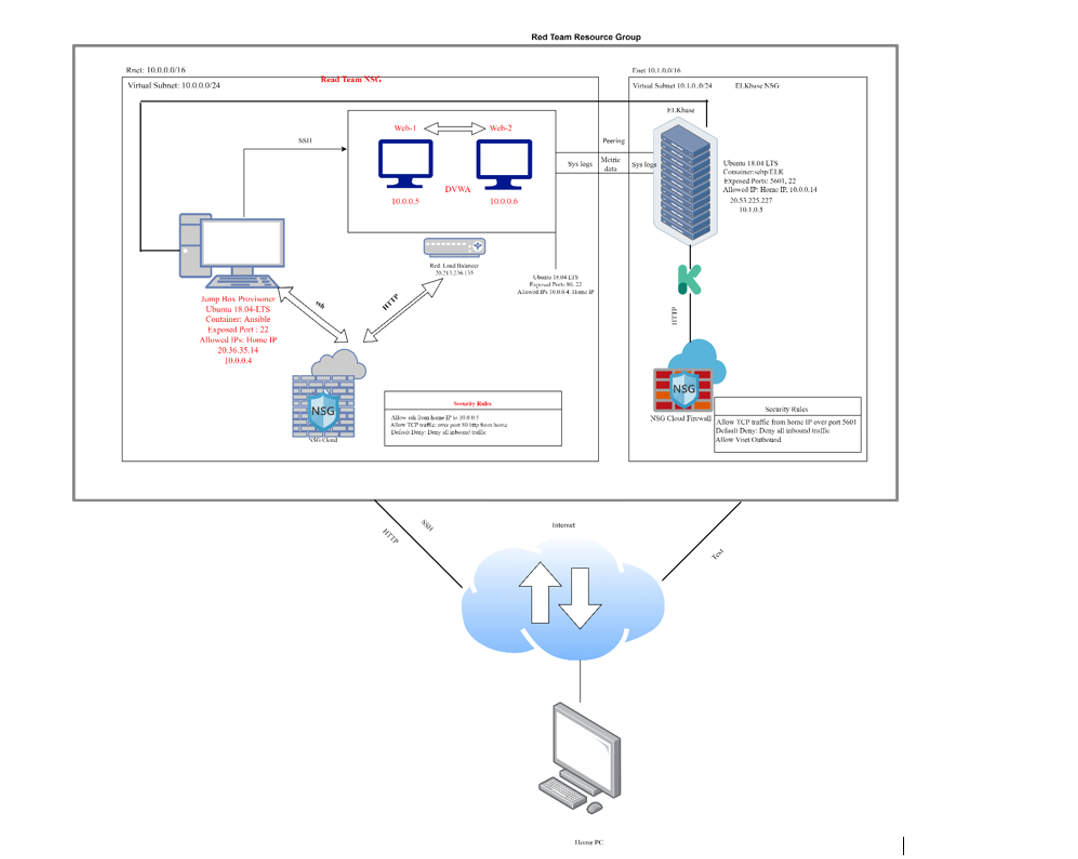 Red Team Resource Group
Rnet: 10.0.0.0/16
Virtual Subnet: 10.0.0.0/24
Read Team NSG
Enet 10.1.0.0/16
Virtual Subnet 10.1.0..0/24
ELKbase NSG
ELKbase
SSH
Web-1
Web-2
DVWA
10.0.0.5
10.0.0.6
Peering
Sys logs
Metric
data
Sys logs
Ubuntu 18.04 LTS
Container:sebp/ELK
Exposed Ports: 5601, 22
Allowed IP: Home IP, 10.0.0.14
20.53.225.227
10.1.0.5
Red. Load Balancer
20.213.236.135
Ubuntu 18.04 LTS
Exposed Ports 80, 22
Allowed IPs 10.0.0.4, Home IP
Jump Box Provisoner
Ubuntu 18.04-LTS
Container: Ansible
Exposed Port : 22
Allowed IPs: Home IP
20.36.35.14
10.0.0.4
ssh
HTTP
K
HTTP
NSG
NSG Cloud
Security Rules
Allow ssh from home IP to 10.0.0.5
Allow TCP traffic over port 80 http from home
Default Deny: Deny all inbound traffic
NSG
NSG Cloud Firewall
Security Rules
Allow TCP traffic from home IP over port 5601
Default Deny: Deny all inbound traffic
Allow Vnet Outbound
SSH
HTTP
Internet
Test
Home PC